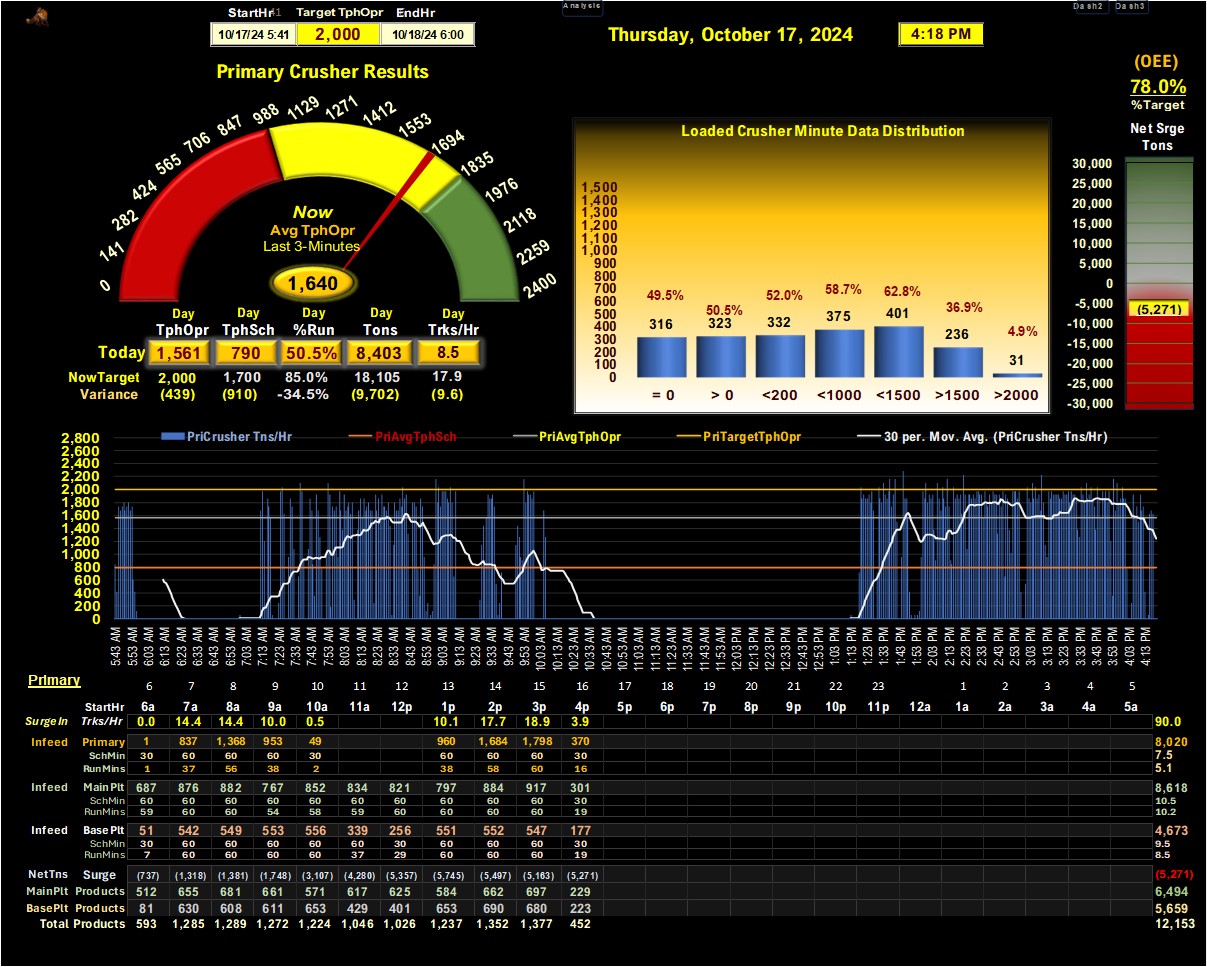 StartHr Target TphOpr EndHr Analysis Dash2 Dash3
10/17/24 5:41 2,000 10/18/24 6:00 Thursday, October 17, 2024 4:18 PM
(OEE)
78.0%
%Target
Primary Crusher Results
Net Srge
Tons
0 141 282 424 565 706 847 988 1129 1271 1412 1553 1694 1835 1976 2118 2259 2400
Now
Avg TphOpr
Last 3-Minutes
1,640
Day Day Day Day Day
TphOpr TphSch %Run Tons Trks/Hr
Today 1,561 790 50.5% 8,403 8.5
NowTarget 2,000 1,700 85.0% 18,105 17.9
Variance (439) (910) -34.5% (9,702) (9.6)
Loaded Crusher Minute Data Distribution
1,500
1,400
1,300
1,200
1,100
1,000
900
800
700
600
500
400
300
200
100
0
49.5% 50.5% 52.0% 58.7% 62.8% 36.9% 4.9%
316 323 332 375 401 236 31
= 0 > 0 <200 <1000 <1500 >1500 >2000
30,000
25,000
20,000
15,000
10,000
5,000
0
-5,000
(5,271)
-10,000
-15,000
-20,000
-25,000
-30,000
PriCrusher Tns/Hr PriAvgTphSch PriAvgTphOpr PriTargetTphOpr 30 per. Mov. Avg. (PriCrusher Tns/Hr)
2,800
2,600
2,400
2,200
2,000
1,800
1,600
1,400
1,200
1,000
800
600
400
200
0
5:43 AM 5:53 AM 6:03 AM 6:13 AM 6:23 AM 6:33 AM 6:43 AM 6:53 AM 7:03 AM 7:13 AM 7:23 AM 7:33 AM 7:43 AM 7:53 AM 8:03 AM 8:13 AM 8:23 AM 8:33 AM 8:43 AM 8:53 AM 9:03 AM 9:13 AM 9:23 AM 9:33 AM 9:43 AM 9:53 AM 10:03 AM 10:13 AM 10:23 AM 10:33 AM 10:43 AM 10:53 AM 11:03 AM 11:13 AM 11:23 AM 11:33 AM 11:43 AM 11:53 AM 12:03 PM 12:13 PM 12:23 PM 12:33 PM 12:43 PM 12:53 PM 1:03 PM 1:13 PM 1:23 PM 1:33 PM 1:43 PM 1:53 PM 2:03 PM 2:13 PM 2:23 PM 2:33 PM 2:43 PM 2:53 PM 3:03 PM 3:13 PM 3:23 PM 3:33 PM 3:43 PM 3:53 PM 4:03 PM 4:13 PM
Primary
6 7 8 9 10 11 12 13 14 15 16 17 18 19 20 21 22 23 1 2 3 4 5
StartHr 6a 7a 8a 9a 10a 11a 12p 1p 2p 3p 4p 5p 6p 7p 8p 9p 10p 11p 12a 1a 2a 3a 4a 5a
SurgeIn Trks/Hr 0.0 14.4 14.4 10.0 0.5 10.1 17.7 18.9 3.9 90.0
Infeed Primary 1 837 1,368 953 49 960 1,684 1,798 370 8,020
SchMin 30 60 60 60 30 60 60 60 30 7.5
RunMins 1 37 56 38 2 38 58 60 16 5.1
Infeed MainPlt 687 876 882 767 852 834 821 797 884 917 301 8,618
SchMin 60 60 60 60 60 60 60 60 60 60 30 10.5
RunMins 59 60 60 54 58 59 60 60 60 60 19 10.2
Infeed BasePlt 51 542 549 553 556 339 256 551 552 547 177 4,673
SchMin 30 60 60 60 60 60 30 60 60 60 30 9.5
RunMins 7 60 60 60 60 37 29 60 60 60 19 8.5
NetTns Surge (737) (1,318) (1,381) (1,748) (3,107) (4,280) (5,357) (5,745) (5,497) (5,163) (5,271) (5,271)
MainPlt Products 512 655 681 661 571 617 625 584 662 697 229 6,494
BasePlt Products 81 630 608 611 653 429 401 653 690 680 223 5,659
Total Products 593 1,285 1,289 1,272 1,224 1,046 1,026 1,237 1,352 1,377 452 12,153